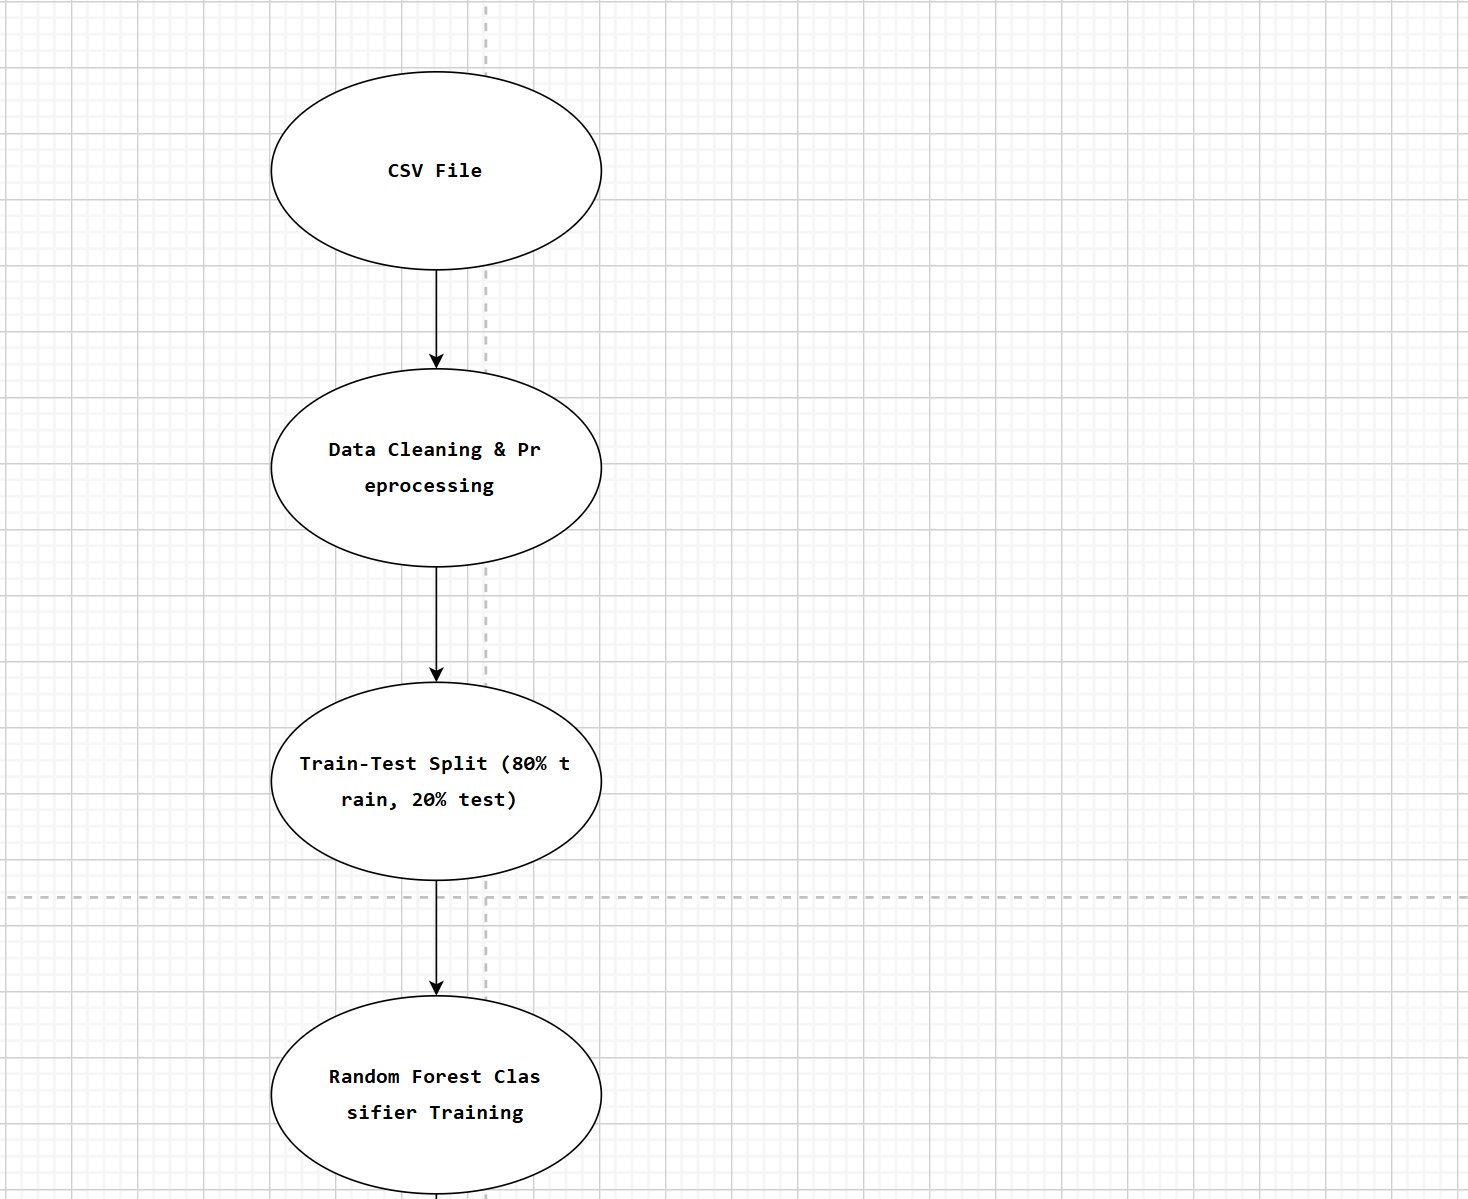 CSV File
Data Cleaning & Pr
eprocessing
Train-Test Split (80% t
rain, 20% test)
Random Forest Clas
sifier Training